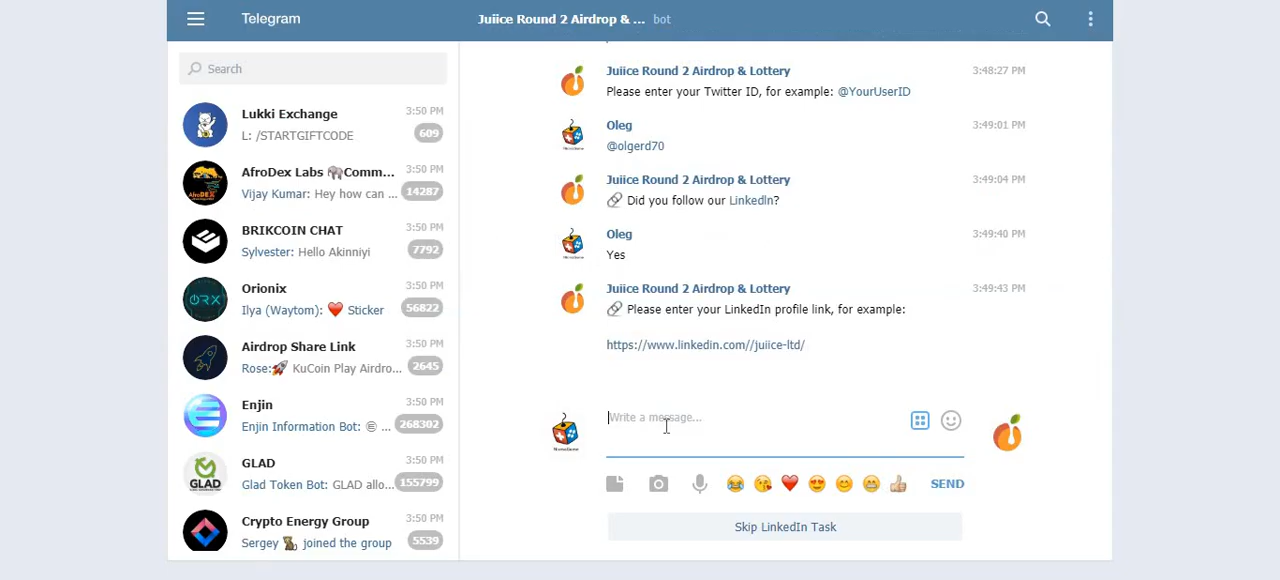 Telegram
Juiice Round 2 Airdrop & ... bot
Search
Lukki Exchange 3:50 PM
L: /STARTGIFTCODE 609
AfroDex Labs 🐘Comm... 3:50 PM
Vijay Kumar: Hey how can ... 14287
BRIKCOIN CHAT 3:50 PM
Sylvester: Hello Akinniyi 7792
Orionix 3:50 PM
Ilya (Waytom): ❤️ Sticker 56822
ORX
Airdrop Share Link 3:50 PM
Rose:🚀 KuCoin Play Airdro... 2645
Enjin 3:50 PM
Enjin Information Bot: ⓔ ... 268302
GLAD 3:50 PM
Glad Token Bot: GLAD allo... 155799
GLAD
Crypto Energy Group 3:50 PM
Sergey 🐒 joined the group 5539
Juiice Round 2 Airdrop & Lottery 3:48:27 PM
Please enter your Twitter ID, for example: @YourUserID
Oleg 3:49:01 PM
@olgerd70
Juiice Round 2 Airdrop & Lottery 3:49:04 PM
🔗 Did you follow our LinkedIn?
Oleg 3:49:40 PM
Yes
Juiice Round 2 Airdrop & Lottery 3:49:43 PM
🔗 Please enter your LinkedIn profile link, for example:
https://www.linkedin.com//juiice-ltd/
Write a message...
SEND
Skip LinkedIn Task